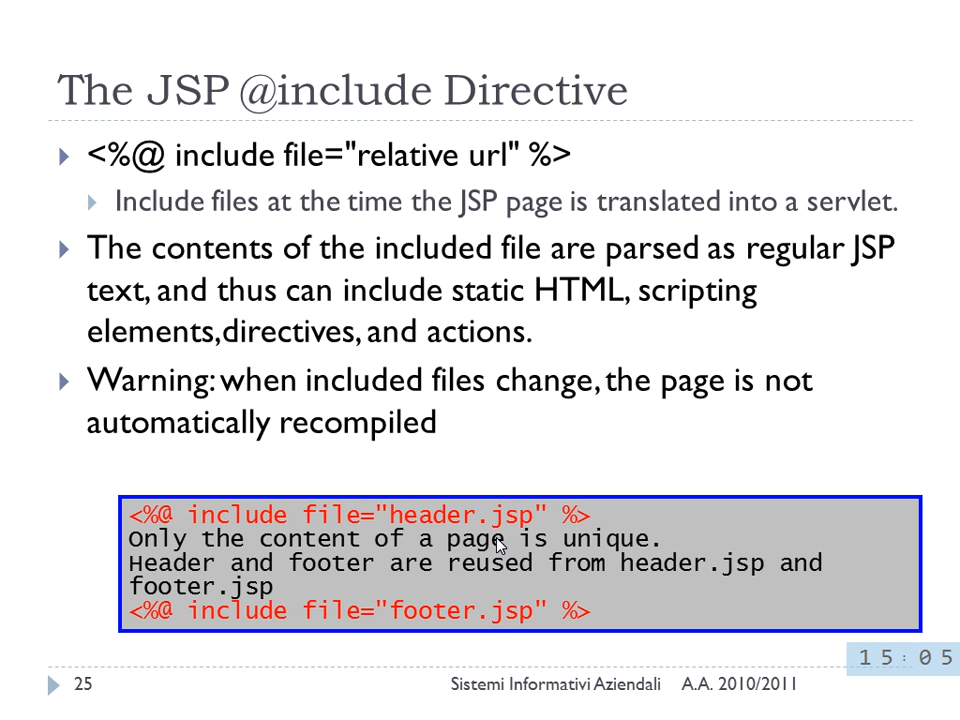 The JSP @include Directive
<%@ include file="relative url" %>
Include files at the time the JSP page is translated into a servlet.
The contents of the included file are parsed as regular JSP
text, and thus can include static HTML, scripting
elements,directives, and actions.
Warning: when included files change, the page is not
automatically recompiled
<%@ include file="header.jsp" %>
Only the content of a page is unique.
Header and footer are reused from header.jsp and
footer.jsp
<%@ include file="footer.jsp" %>
15:05
25 Sistemi Informativi Aziendali A.A. 2010/2011